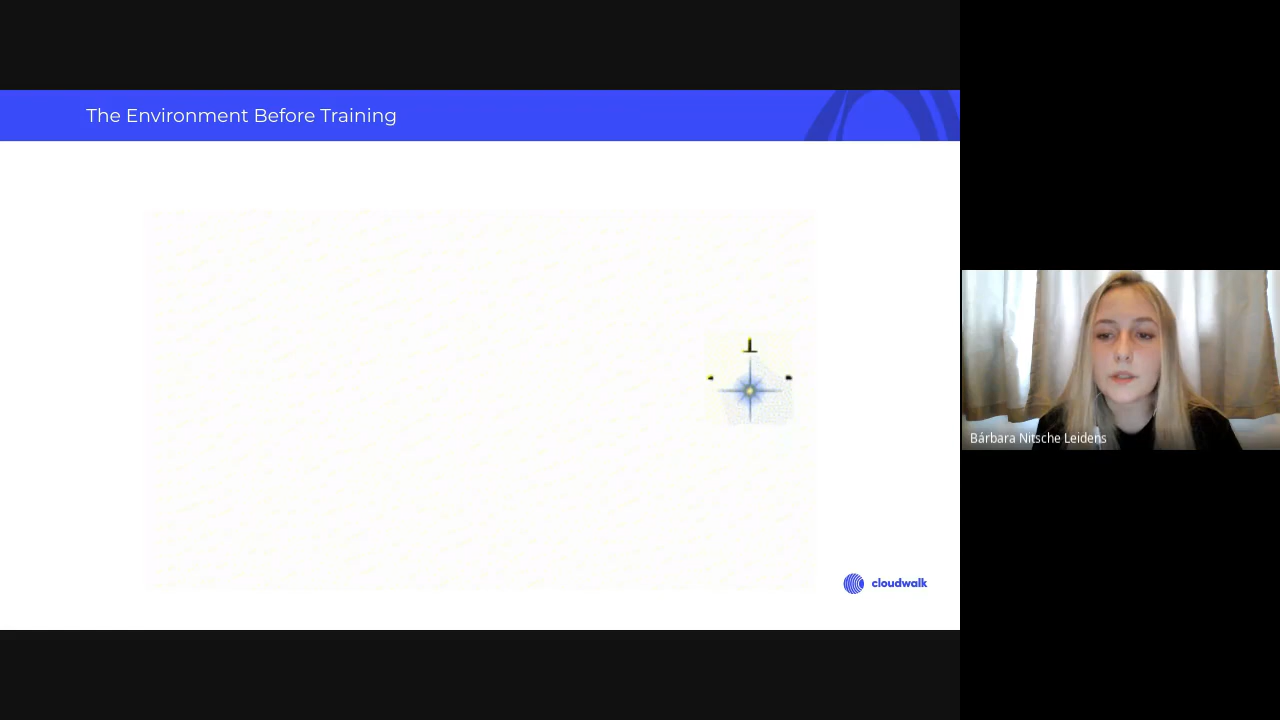 The Environment Before Training
cloudwalk
Bárbara Nitsche Leidens